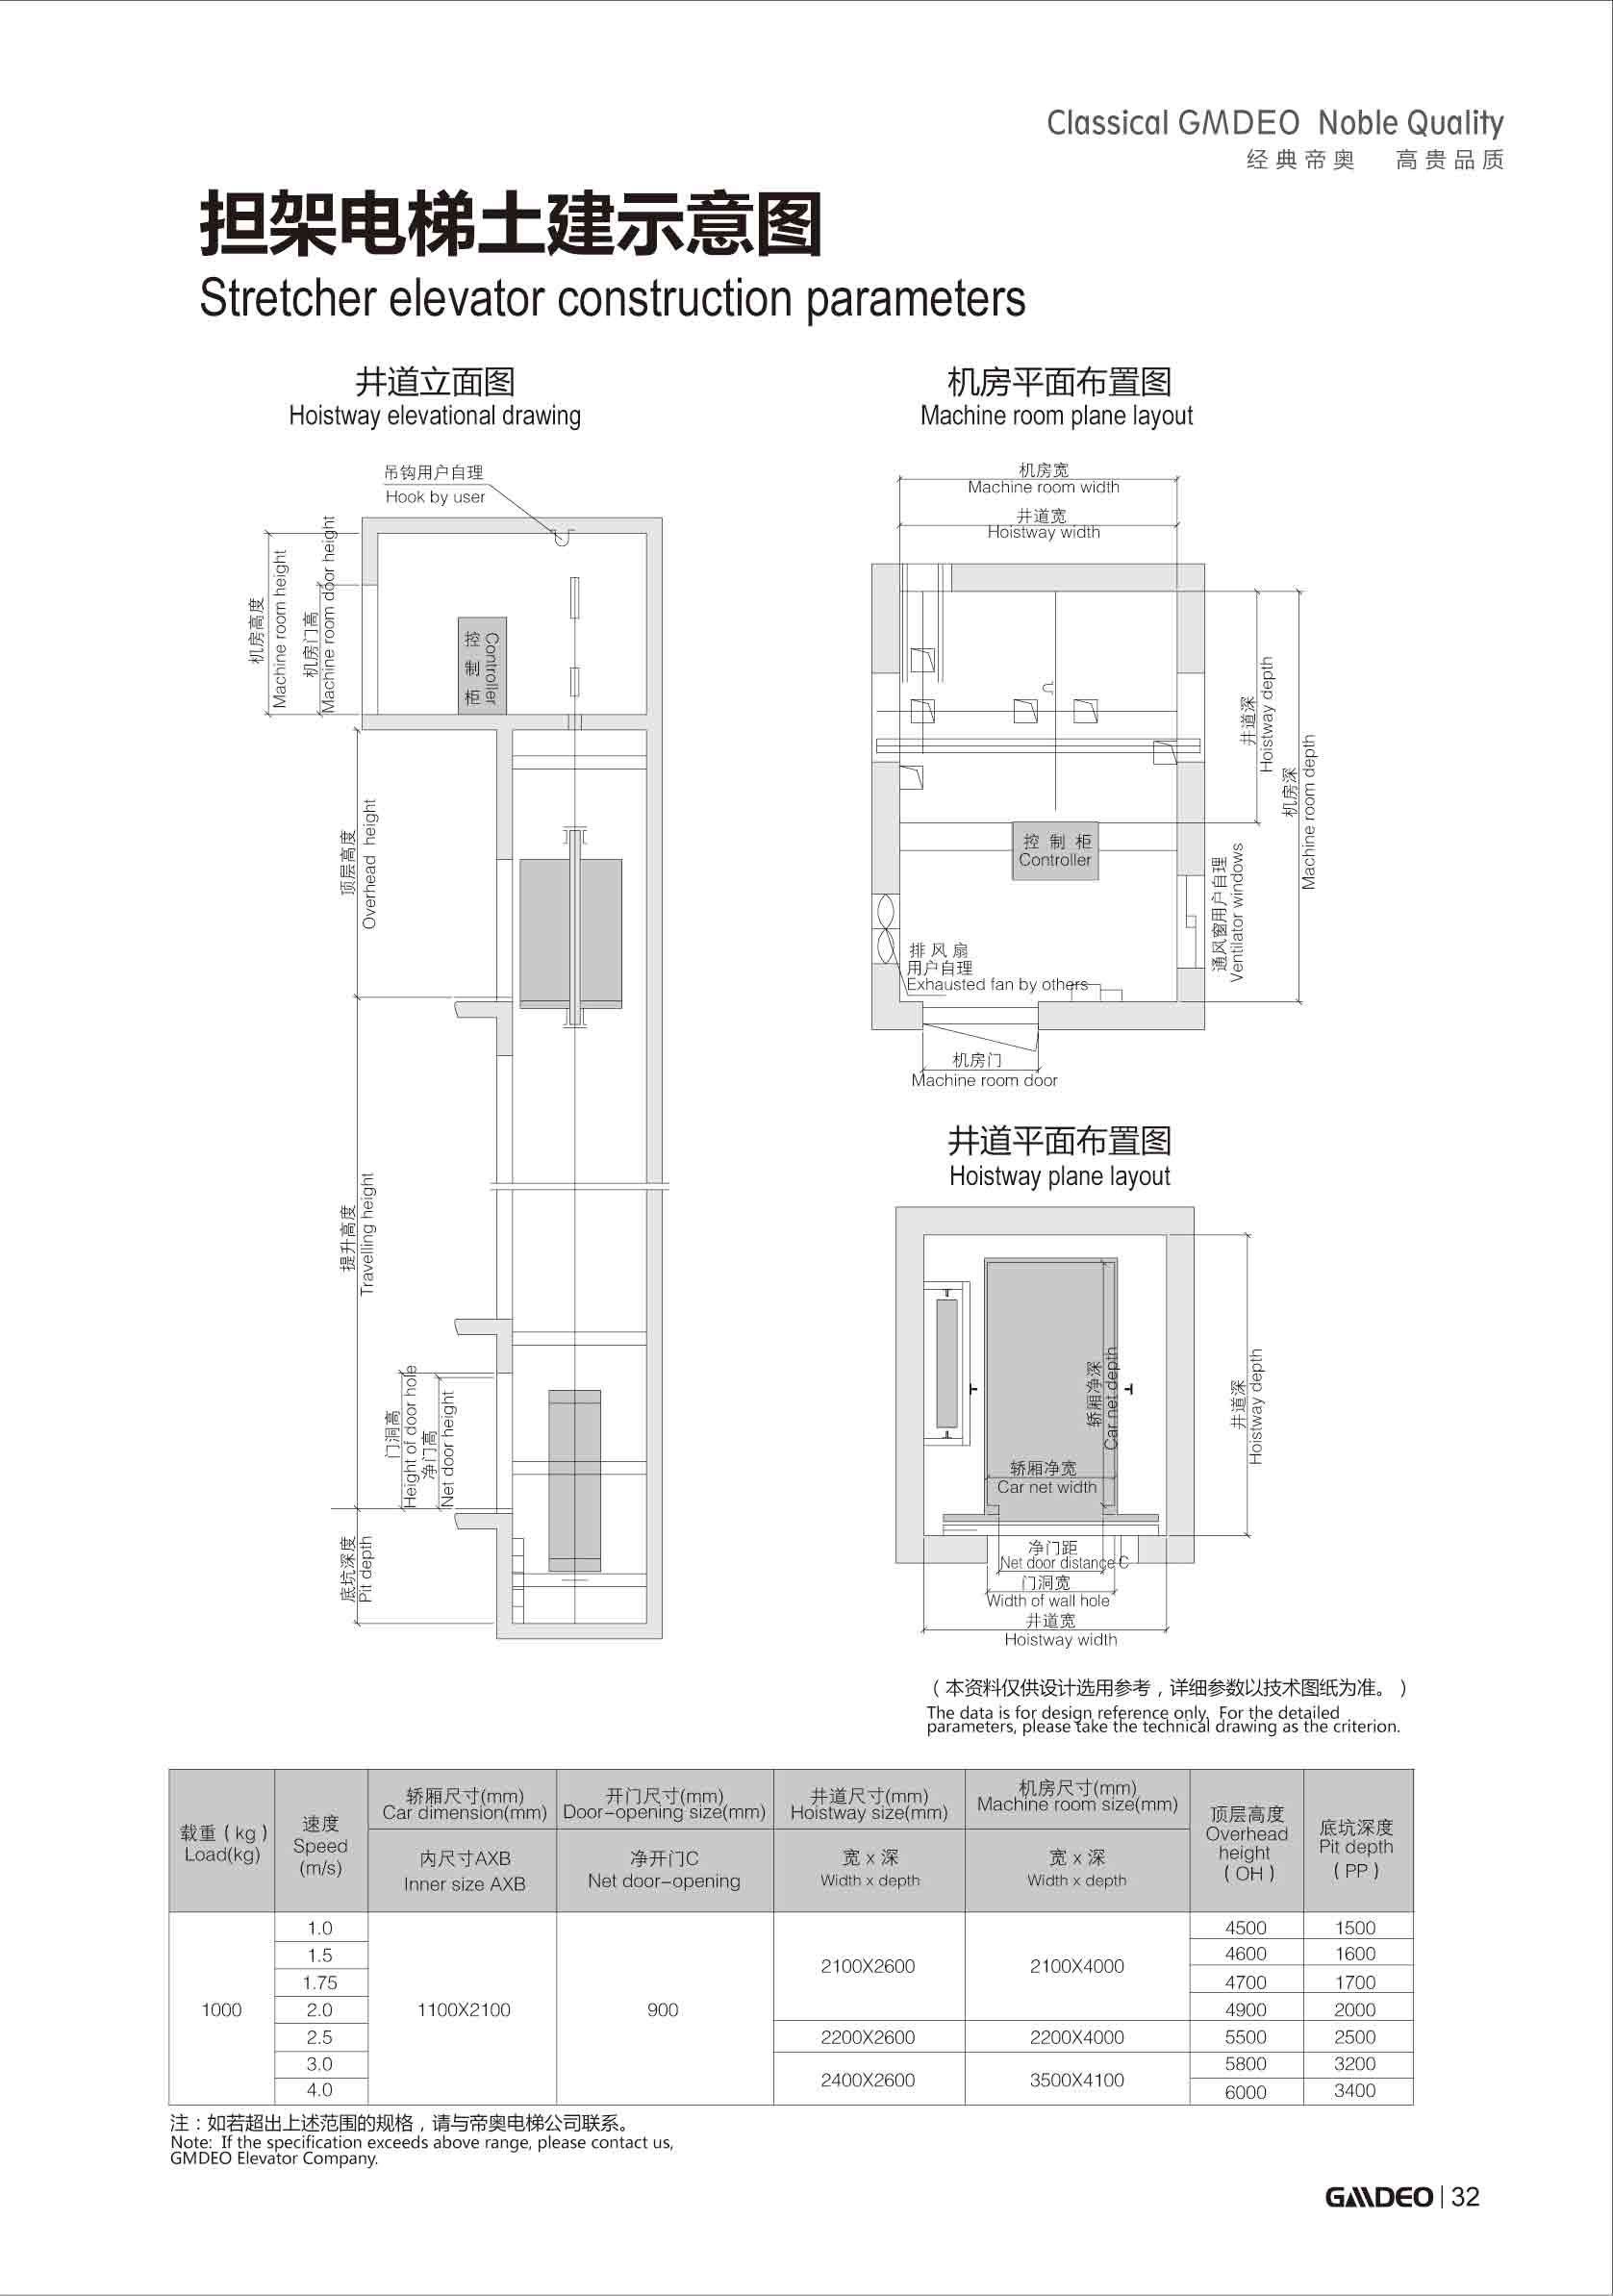 Classical GMDEO  Noble Quality
经典帝奥  高贵品质
担架电梯土建示意图
Stretcher elevator construction parameters
井道立面图
Hoistway elevational drawing
吊钩用户自理
Hook by user
机房高度
Machine room height
机房门高
Machine room door height
控制柜
Controller
顶层高度
Overhead height
提升高度
Travelling height
门洞高
Height of door hole
净门高
Net door height
底坑深度
Pit depth
机房平面布置图
Machine room plane layout
机房宽
Machine room width
井道宽
Hoistway width
井道深
Hoistway depth
机房深
Machine room depth
控制柜
Controller
通风窗用户自理
Ventilator windows
排风扇
用户自理
Exhausted fan by others
机房门
Machine room door
井道平面布置图
Hoistway plane layout
轿厢净深
Car net depth
井道深
Hoistway depth
轿厢净宽
Car net width
净门距
Net door distance C
门洞宽
Width of wall hole
井道宽
Hoistway width
（本资料仅供设计选用参考，详细参数以技术图纸为准。）
The data is for design reference only. For the detailed
parameters, please take the technical drawing as the criterion.
载重（kg）
Load(kg)
速度
Speed
(m/s)
轿厢尺寸(mm)
Car dimension(mm)
开门尺寸(mm)
Door-opening size(mm)
井道尺寸(mm)
Hoistway size(mm)
机房尺寸(mm)
Machine room size(mm)
顶层高度
Overhead
height
（OH）
底坑深度
Pit depth
（PP）
内尺寸AXB
Inner size AXB
净开门C
Net door-opening
宽 x 深
Width x depth
宽 x 深
Width x depth
1000
1.0
1.5
1.75
2.0
2.5
3.0
4.0
1100X2100
900
2100X2600
2200X2600
2400X2600
2100X4000
2200X4000
3500X4100
4500
4600
4700
4900
5500
5800
6000
1500
1600
1700
2000
2500
3200
3400
注：如若超出上述范围的规格，请与帝奥电梯公司联系。
Note: If the specification exceeds above range, please contact us,
GMDEO Elevator Company.
GMDEO | 32